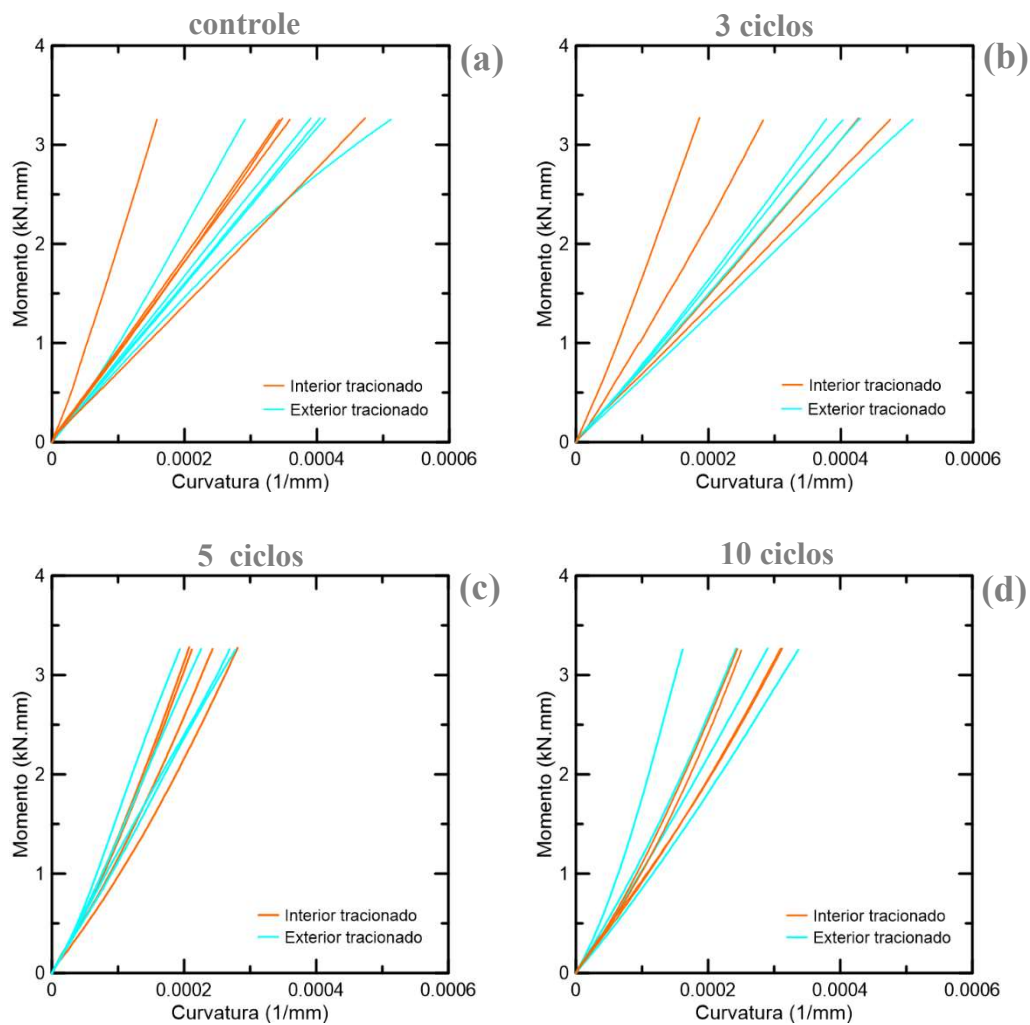 controle
(a)
4
3
2
1
0
Momento (kN.mm)
Interior tracionado
Exterior tracionado
0 0.0002 0.0004 0.0006
Curvatura (1/mm)
3 ciclos
(b)
4
3
2
1
0
Momento (kN.mm)
Interior tracionado
Exterior tracionado
0 0.0002 0.0004 0.0006
Curvatura (1/mm)
5 ciclos
(c)
4
3
2
1
0
Momento (kN.mm)
Interior tracionado
Exterior tracionado
0 0.0002 0.0004 0.0006
Curvatura (1/mm)
10 ciclos
(d)
4
3
2
1
0
Momento (kN.mm)
Interior tracionado
Exterior tracionado
0 0.0002 0.0004 0.0006
Curvatura (1/mm)